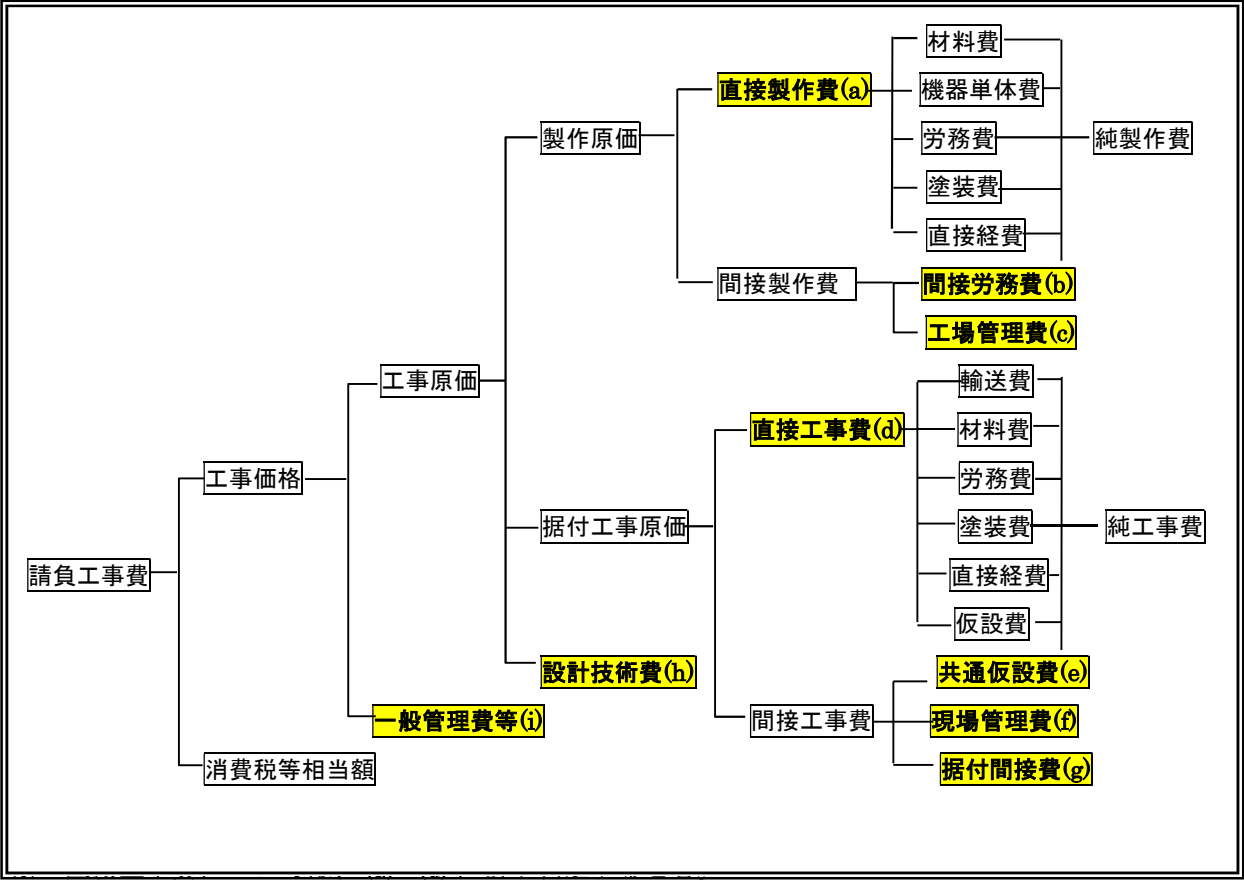 材料費
直接製作費(a)
機器単体費
製作原価
労務費
純製作費
塗装費
直接経費
間接製作費
間接労務費(b)
工場管理費(c)
工事原価
輸送費
直接工事費(d)
材料費
工事価格
労務費
据付工事原価
塗装費
純工事費
請負工事費
直接経費
仮設費
設計技術費(h)
共通仮設費(e)
一般管理費等(i)
間接工事費
現場管理費(f)
消費税等相当額
据付間接費(g)